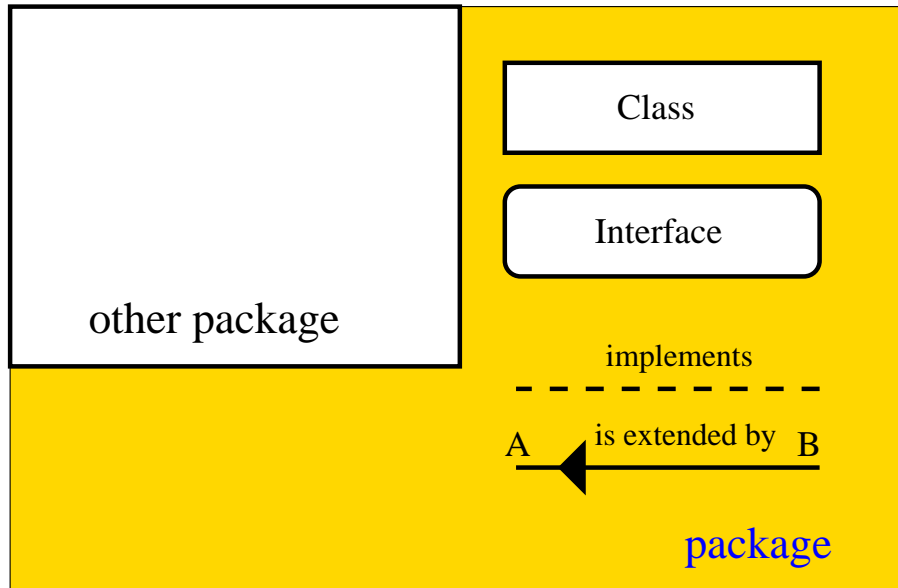 Class
Interface
other package
implements
is extended by
A B
package